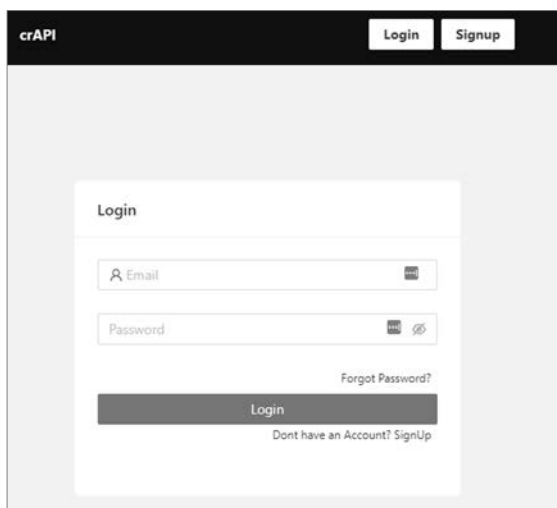 crAPI Login Signup
Login
Email
Password
Forgot Password?
Login
Dont have an Account? SignUp